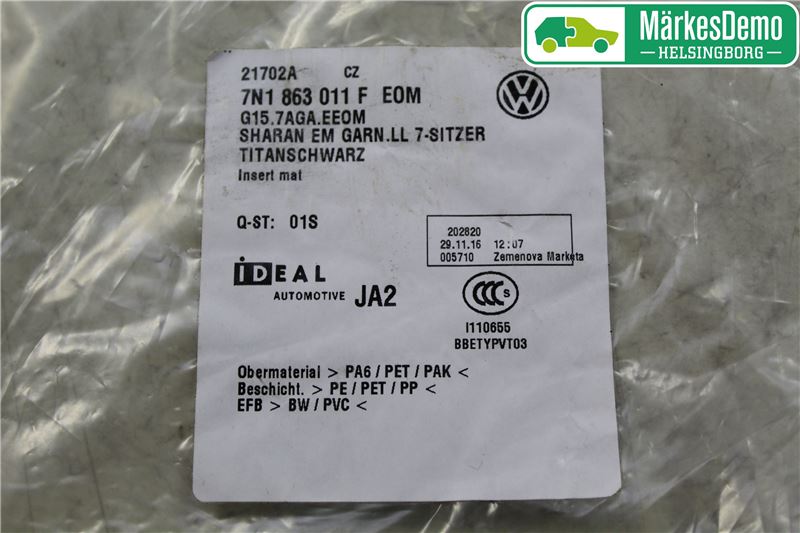 MärkesDemo
HELSINGBORG
21702A CZ
7N1 863 011 F EOM
G15.7AGA.EEOM
SHARAN EM GARN.LL 7-SITZER
TITANSCHWARZ
Insert mat
Q-ST: 01S
202820
29.11.16 12:07
005710 Zemenova Marketa
iDEAL
AUTOMOTIVE JA2
CCC S
I110655
BBETYPVT03
Obermaterial > PA6 / PET / PAK <
Beschicht. > PE / PET / PP <
EFB > BW / PVC <